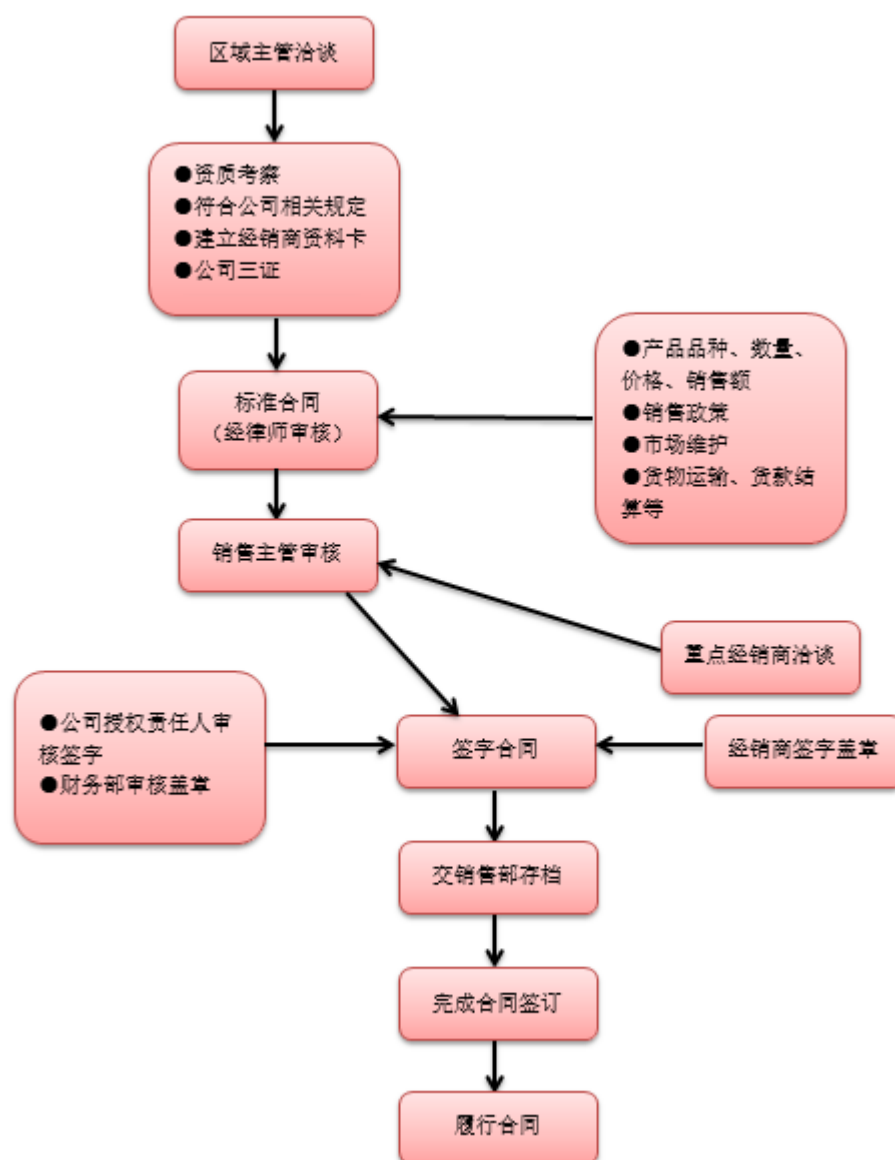 区域主管洽谈
●资质考察
●符合公司相关规定
●建立经销商资料卡
●公司三证
●产品品种、数量、
价格、销售额
●销售政策
●市场维护
●货物运输、货款结
算等
标准合同
（经律师审核）
销售主管审核
重点经销商洽谈
●公司授权责任人审
核签字
●财务部审核盖章
签字合同
经销商签字盖章
交销售部存档
完成合同签订
履行合同